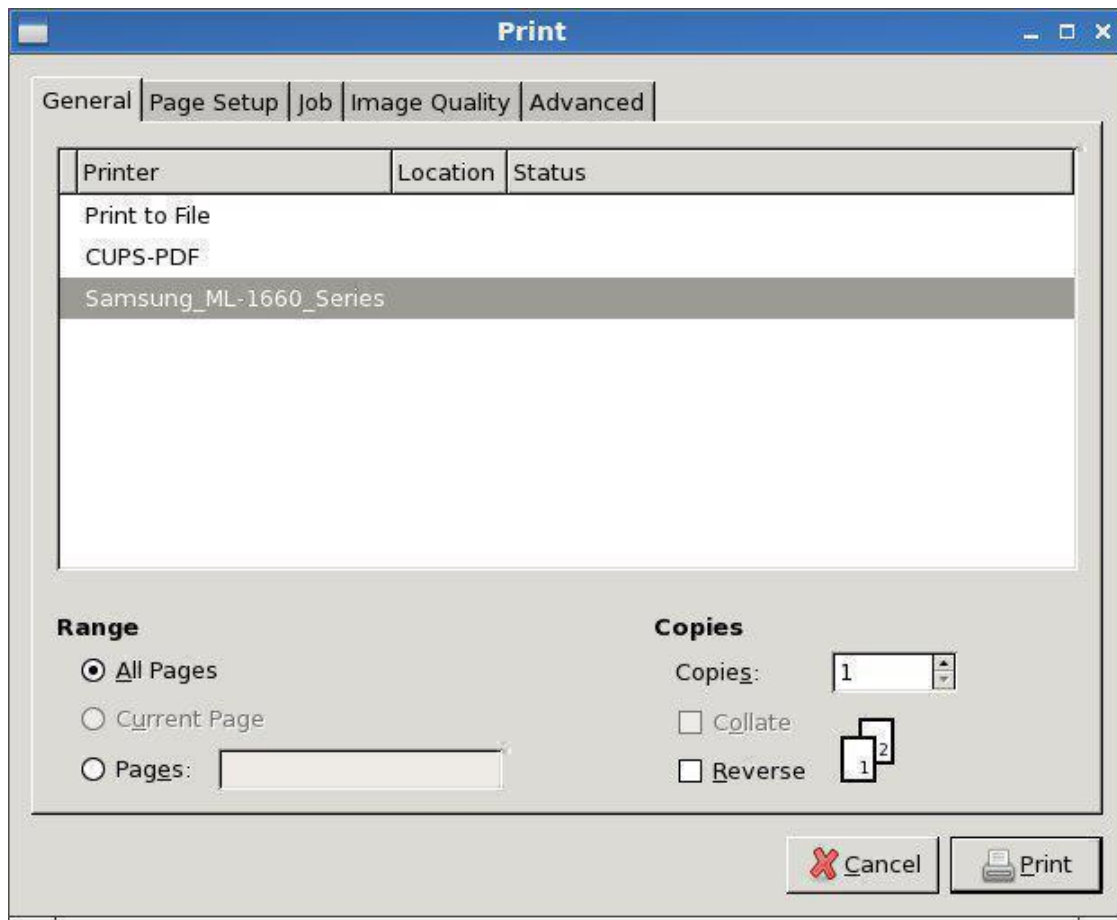 Print
General Page Setup Job Image Quality Advanced
Printer Location Status
Print to File
CUPS-PDF
Samsung_ML-1660_Series
Range
All Pages
Current Page
Pages:
Copies
Copies: 1
Collate
Reverse
1 2
Cancel Print